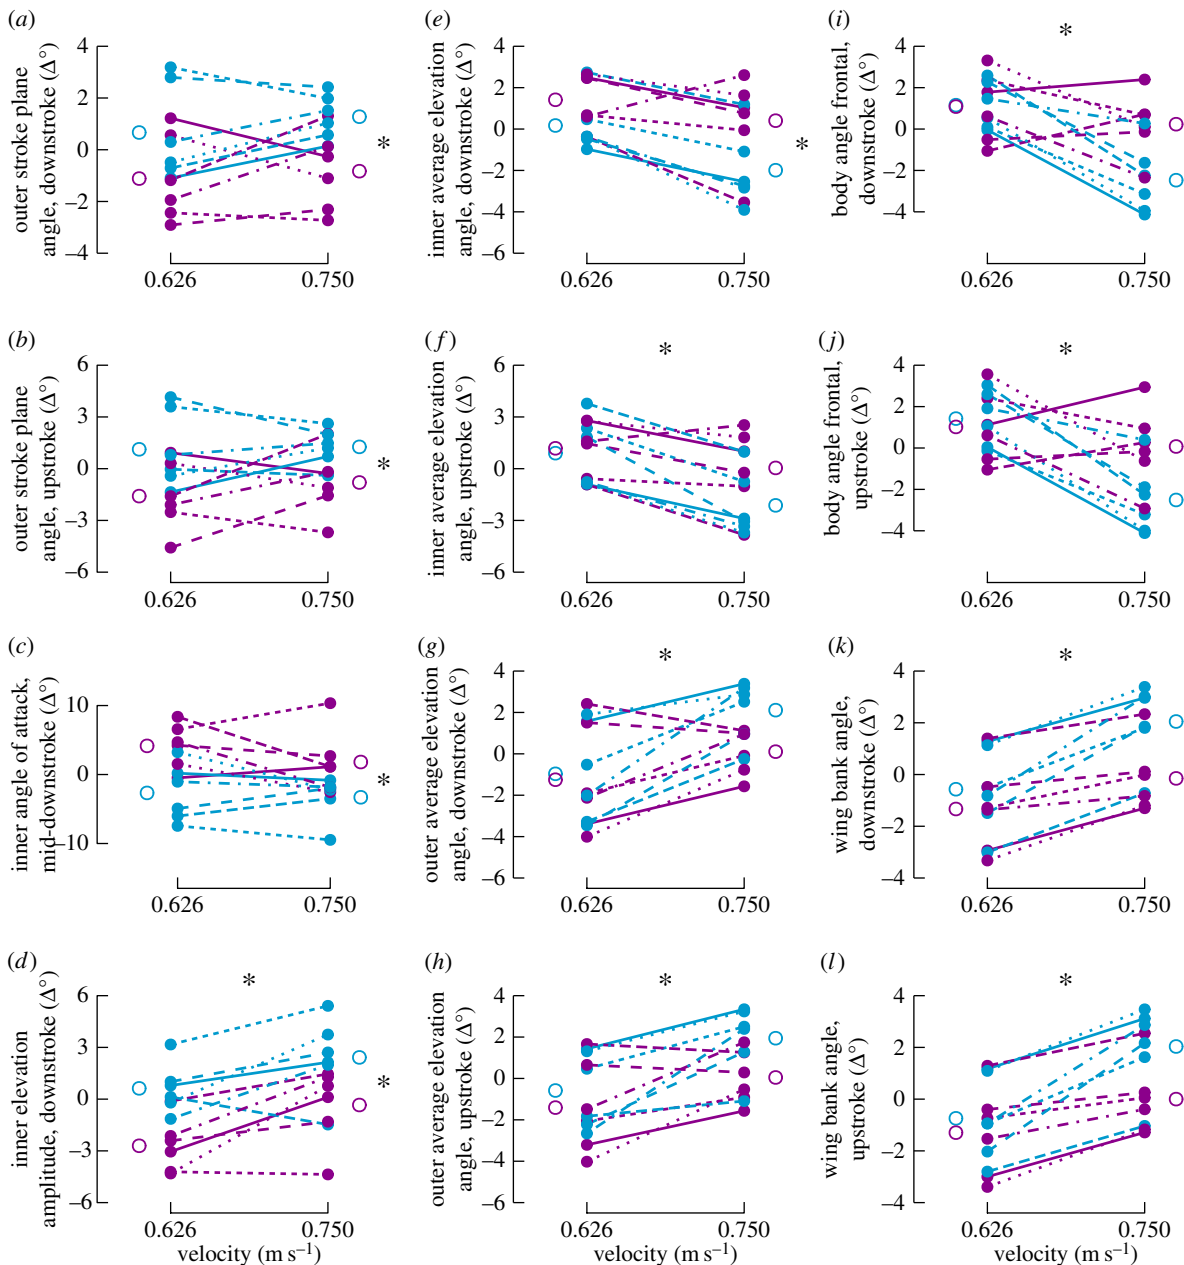 (a)
outer stroke plane
angle, downstroke (Δ°)
4
2
0
–2
–4
*
0.626
0.750
(e)
inner average elevation
angle, downstroke (Δ°)
4
2
0
–2
–4
–6
*
0.626
0.750
(i)
body angle frontal,
downstroke (Δ°)
*
4
2
0
–2
–4
0.626
0.750
(b)
outer stroke plane
angle, upstroke (Δ°)
6
3
0
–3
–6
*
0.626
0.750
(f)
inner average elevation
angle, upstroke (Δ°)
*
6
4
2
0
–2
–4
–6
0.626
0.750
(j)
body angle frontal,
upstroke (Δ°)
*
4
2
0
–2
–4
0.626
0.750
(c)
inner angle of attack,
mid-downstroke (Δ°)
10
0
–10
*
0.626
0.750
(g)
outer average elevation
angle, downstroke (Δ°)
*
4
2
0
–2
–4
–6
0.626
0.750
(k)
wing bank angle,
downstroke (Δ°)
*
4
2
0
–2
–4
0.626
0.750
(d)
inner elevation
amplitude, downstroke (Δ°)
*
6
3
0
–3
–6
*
0.626
0.750
velocity (m s⁻¹)
(h)
outer average elevation
angle, upstroke (Δ°)
*
4
2
0
–2
–4
–6
0.626
0.750
velocity (m s⁻¹)
(l)
wing bank angle,
upstroke (Δ°)
*
4
2
0
–2
–4
0.626
0.750
velocity (m s⁻¹)